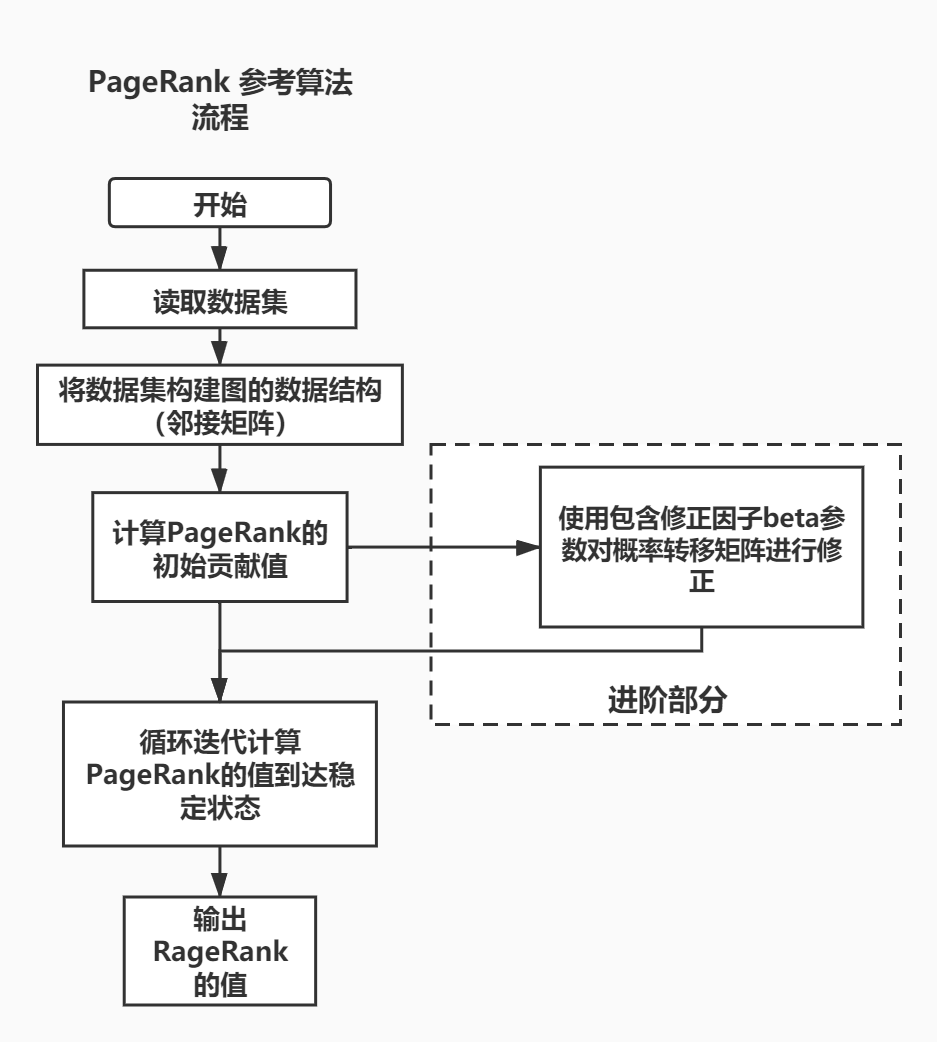 PageRank 参考算法
流程
开始
读取数据集
将数据集构建图的数据结构
（邻接矩阵）
计算PageRank的
初始贡献值
使用包含修正因子beta参
数对概率转移矩阵进行修
正
进阶部分
循环迭代计算
PageRank的值到达稳
定状态
输出
RageRank
的值